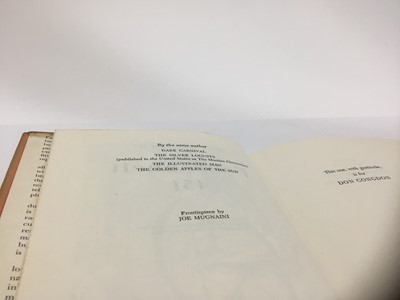 By the same author
DARK CARNIVAL
THE SILVER LOCUSTS
(published in the United States as The Martian Chronicles)
THE ILLUSTRATED MAN
THE GOLDEN APPLES OF THE SUN
Frontispiece by
JOE MUGNAINI
This one, with gratitude,
is for
DON CONGDON